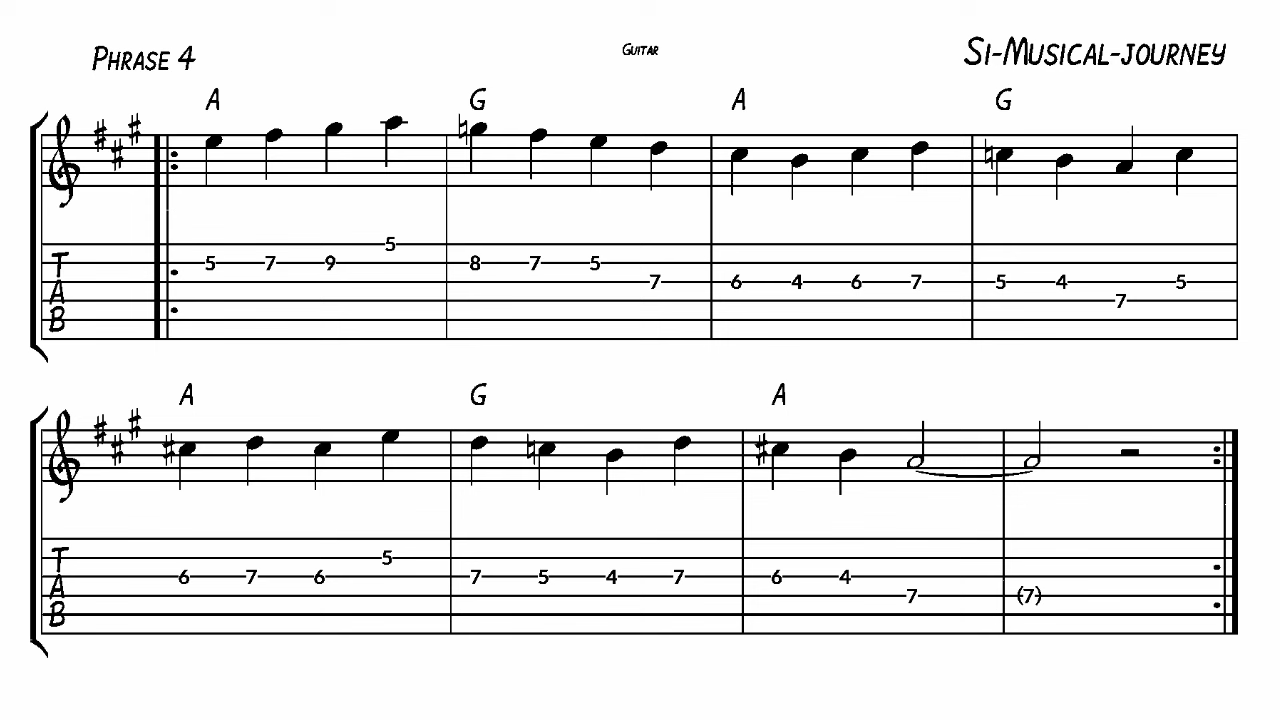 Phrase 4 Guitar Si-Musical-journey
A G A G
5 7 9 5 8 7 5 7 6 4 6 7 5 4 7 5
T
A
B
A G A
6 7 6 5 7 5 4 7 6 4 7 (7)
T
A
B